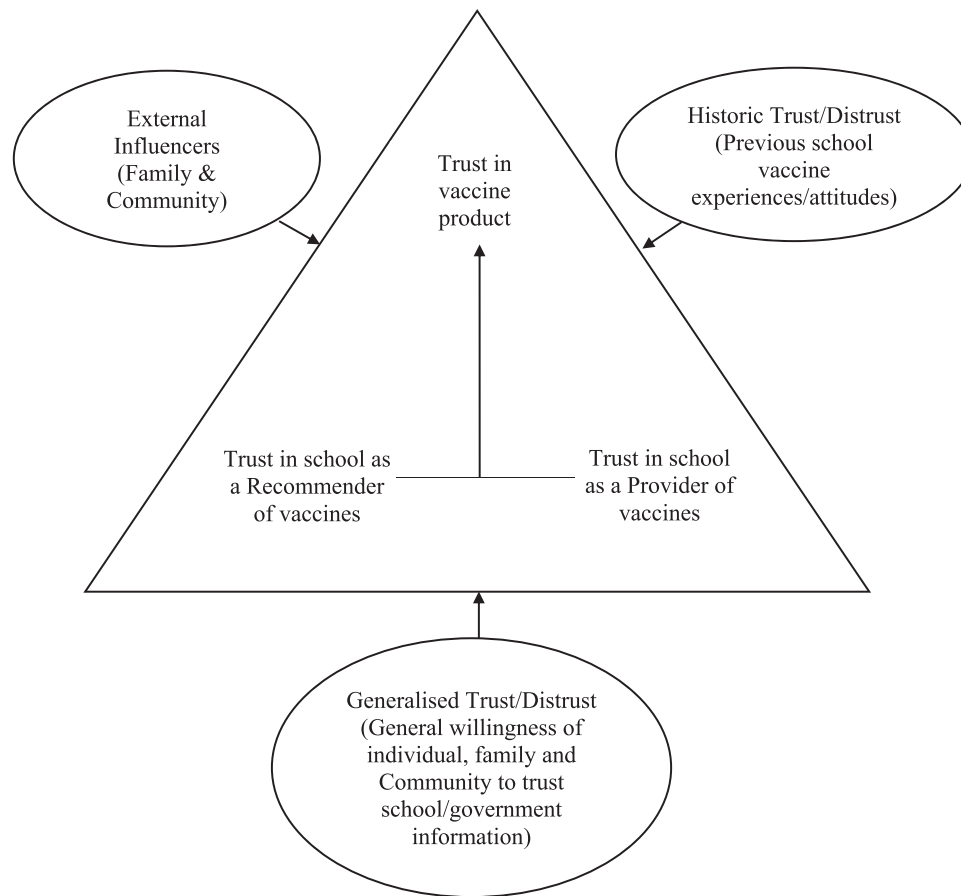 External
Influencers
(Family &
Community)
Historic Trust/Distrust
(Previous school
vaccine
experiences/attitudes)
Trust in
vaccine
product
Trust in school as
a Recommender
of vaccines
Trust in school
as a Provider of
vaccines
Generalised Trust/Distrust
(General willingness of
individual, family and
Community to trust
school/government
information)